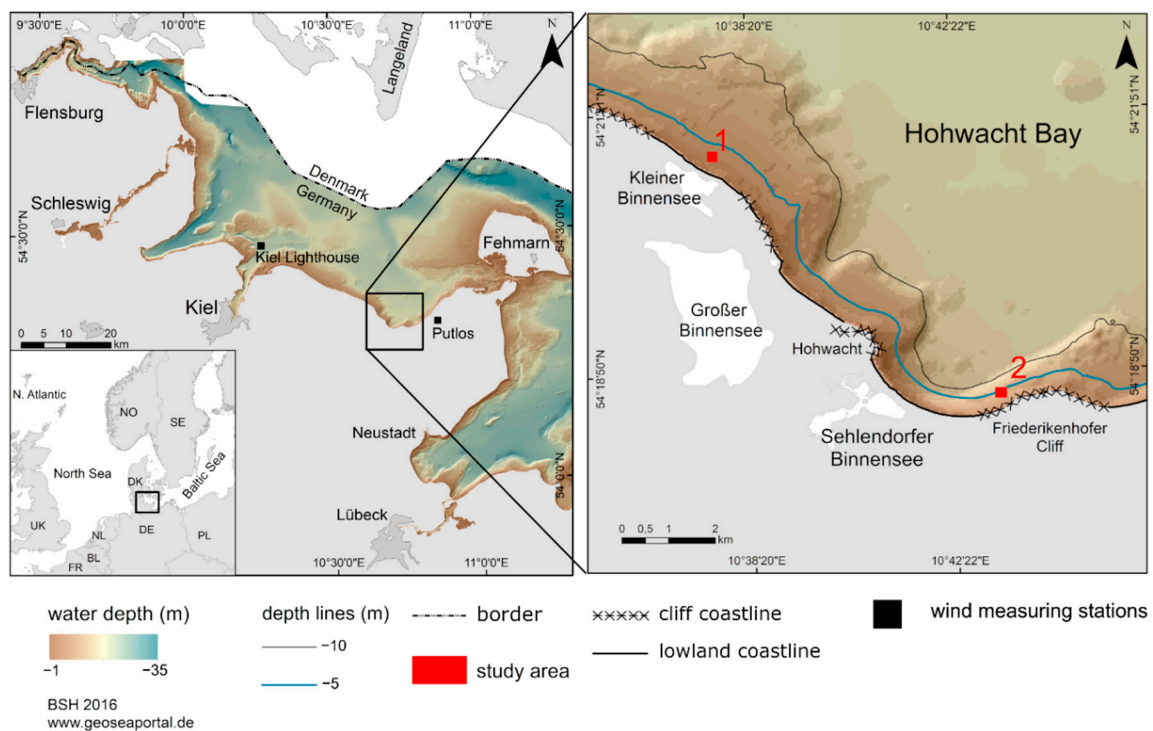 9°30'0"E
10°0'0"E
10°30'0"E
11°0'0"E
N
Langeland
Flensburg
Denmark
Germany
Schleswig
54°30'0"N
54°30'0"N
Fehmarn
Kiel Lighthouse
Kiel
Putlos
0 5 10 20
km
Neustadt
54°0'0"N
Lübeck
10°30'0"E
11°0'0"E
N. Atlantic
NO
SE
North Sea
DK
Baltic Sea
UK
NL
DE
PL
BL
FR
10°38'20"E
10°42'22"E
N
54°21'51"N
54°21'51"N
1
Hohwacht Bay
Kleiner
Binnensee
Großer
Binnensee
Hohwacht
54°18'50"N
54°18'50"N
2
Sehlendorfer
Binnensee
Friederikenhofer
Cliff
0 0,5 1 2
km
10°38'20"E
10°42'22"E
water depth (m)
−1
−35
BSH 2016
www.geoseaportal.de
depth lines (m)
−10
−5
border
study area
cliff coastline
lowland coastline
wind measuring stations